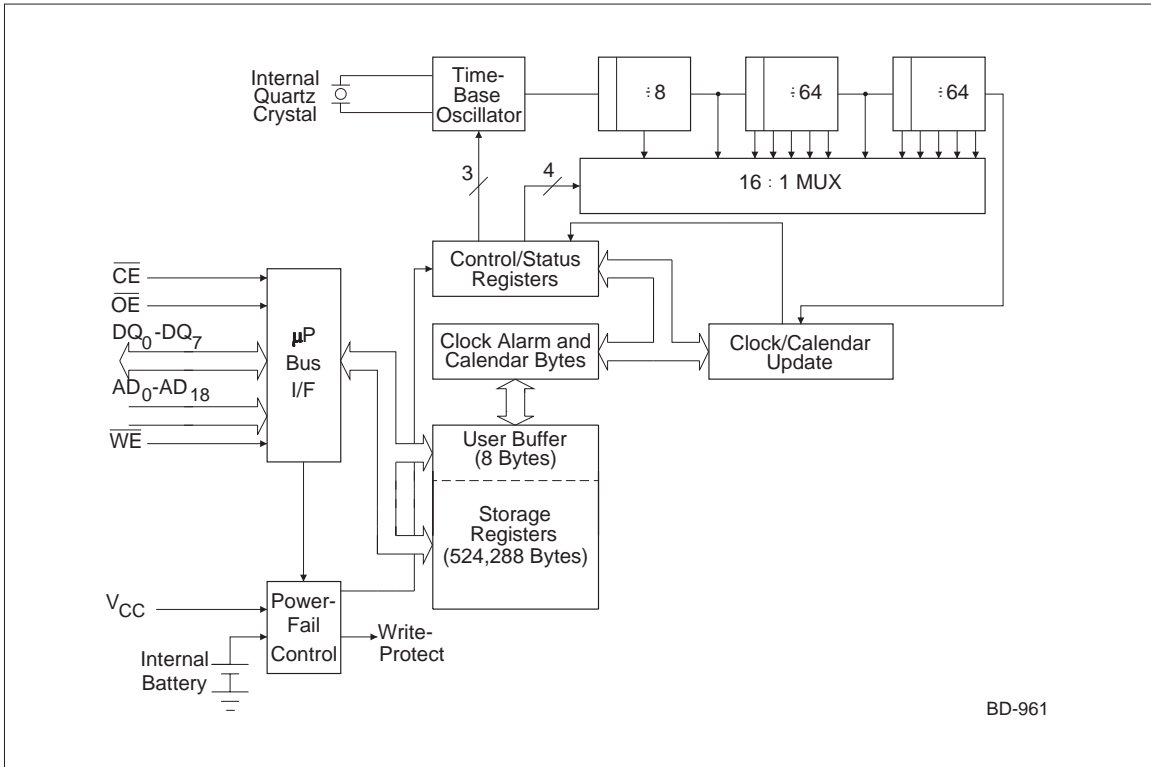 Internal
Quartz
Crystal
Time-
Base
Oscillator
÷8
÷64
÷64
3
4
16 : 1 MUX
Control/Status
Registers
CE
OE
DQ0-DQ7
AD0-AD18
WE
µP
Bus
I/F
Clock Alarm and
Calendar Bytes
Clock/Calendar
Update
User Buffer
(8 Bytes)
Storage
Registers
(524,288 Bytes)
VCC
Power-
Fail
Control
Write-
Protect
Internal
Battery
BD-961